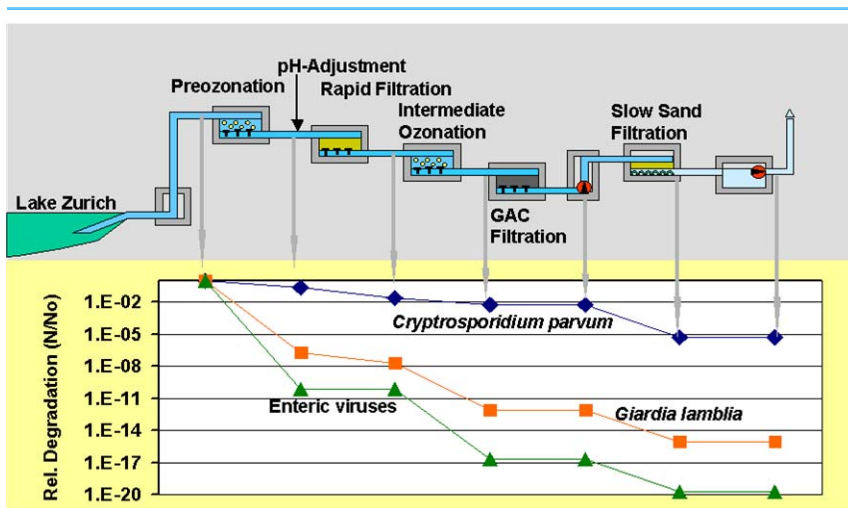 pH-Adjustment
Preozonation
Rapid Filtration
Intermediate
Ozonation
Slow Sand
Filtration
Lake Zurich
GAC
Filtration
Rel. Degradation (N/No)
1.E-02
1.E-05
1.E-08
1.E-11
1.E-14
1.E-17
1.E-20
Cryptrosporidium parvum
Enteric viruses
Giardia lamblia